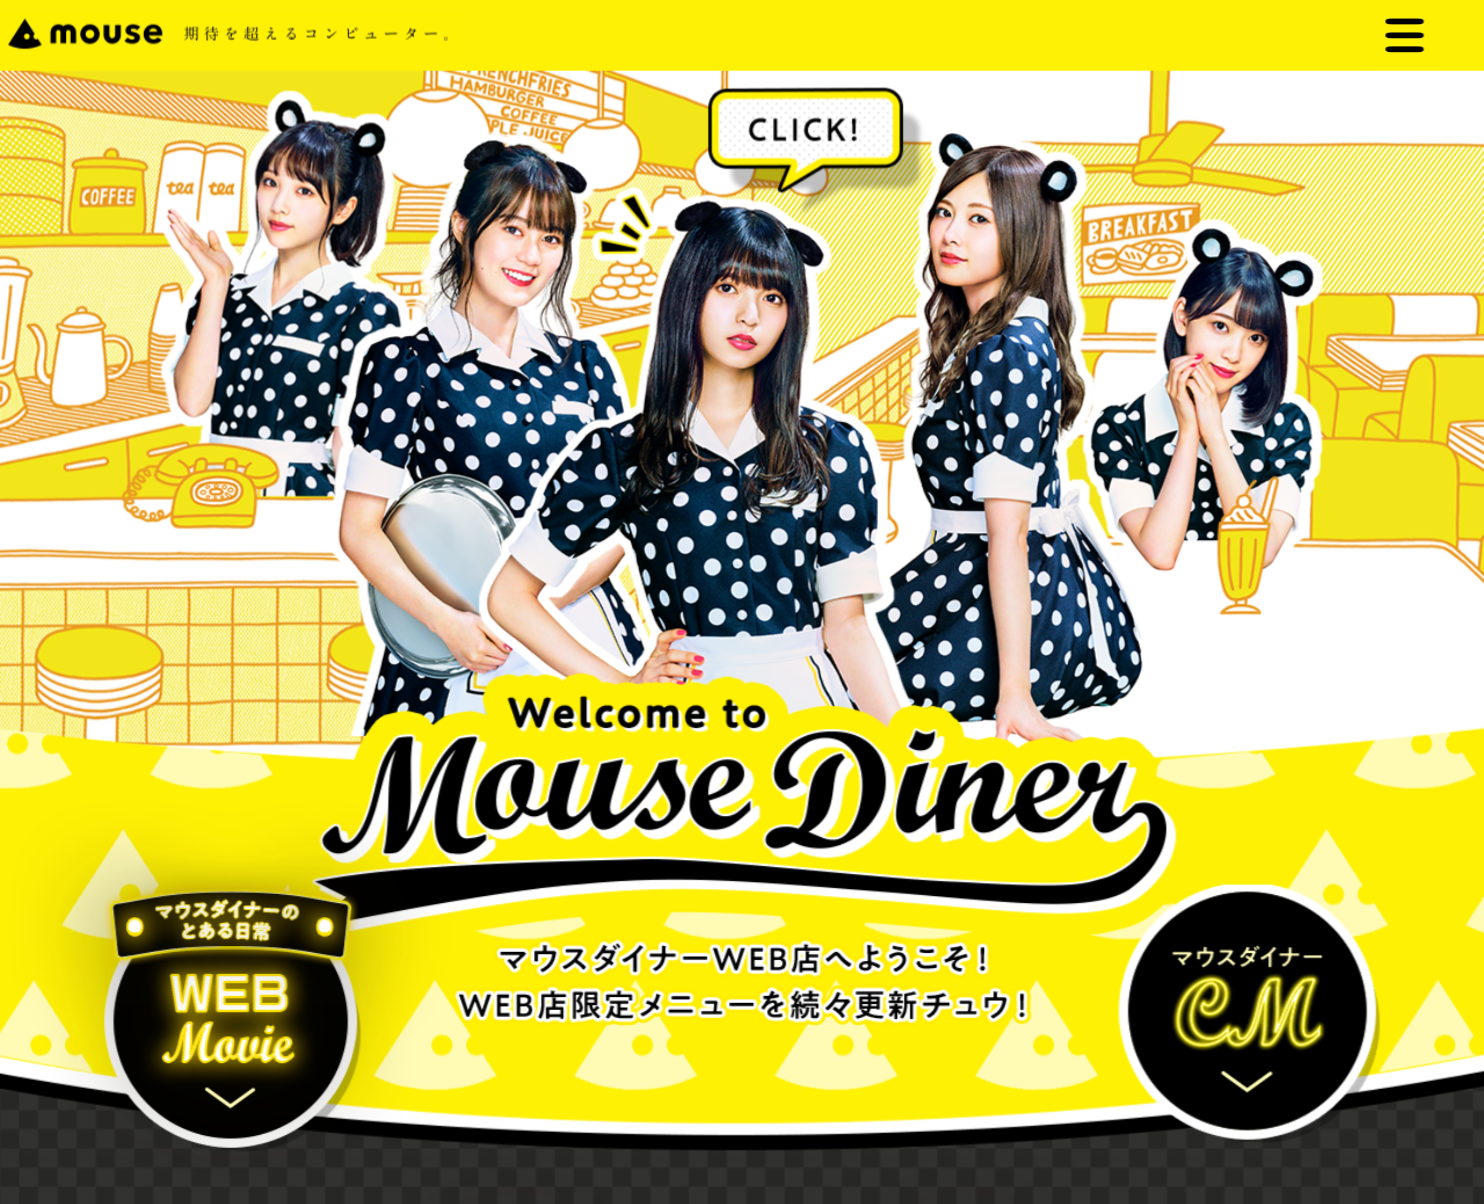 mouse 期待を超えるコンピューター。
FRENCHFRIES
HAMBURGER
COFFEE
PLE JUICE
CLICK!
COFFEE
tea
tea
BREAKFAST
Welcome to
Mouse Diner
マウスダイナーの
とある日常
WEB
Movie
マウスダイナーWEB店へようこそ！
WEB店限定メニューを続々更新チュウ！
マウスダイナー
CM